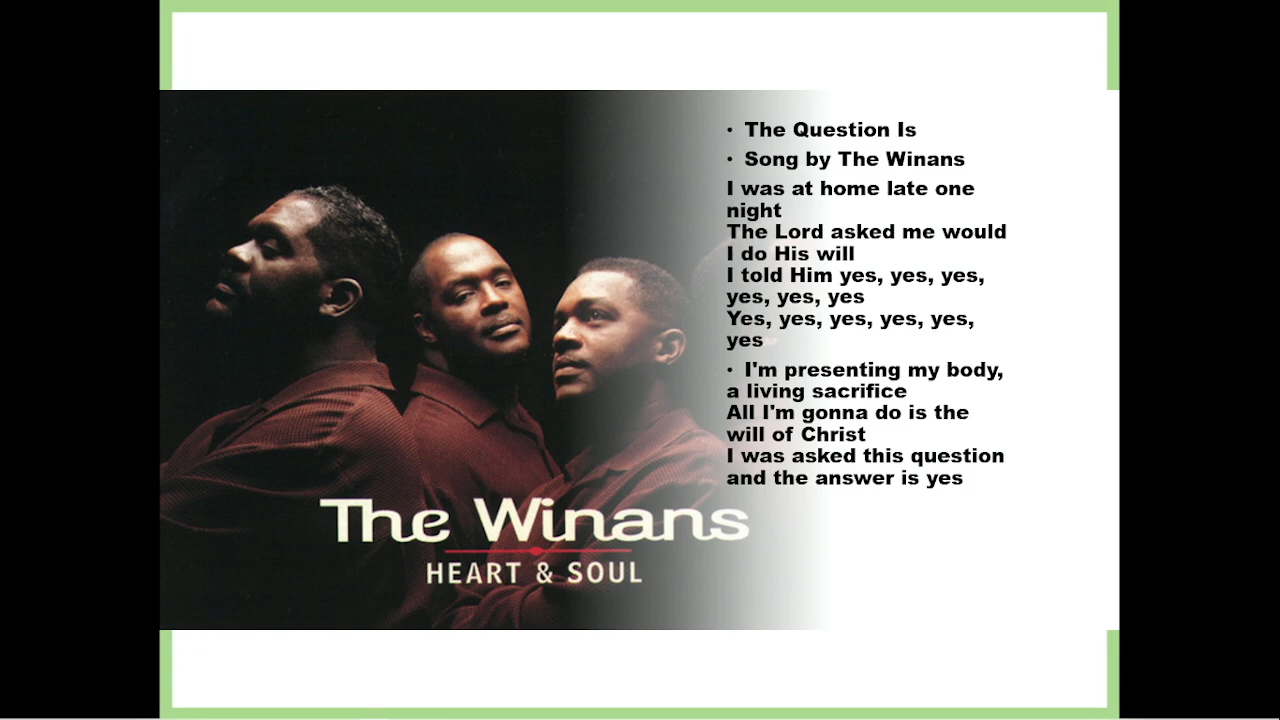 • The Question Is
• Song by The Winans
I was at home late one
night
The Lord asked me would
I do His will
I told Him yes, yes, yes,
yes, yes, yes
Yes, yes, yes, yes, yes,
yes
• I'm presenting my body,
a living sacrifice
All I'm gonna do is the
will of Christ
I was asked this question
and the answer is yes
The Winans
HEART & SOUL